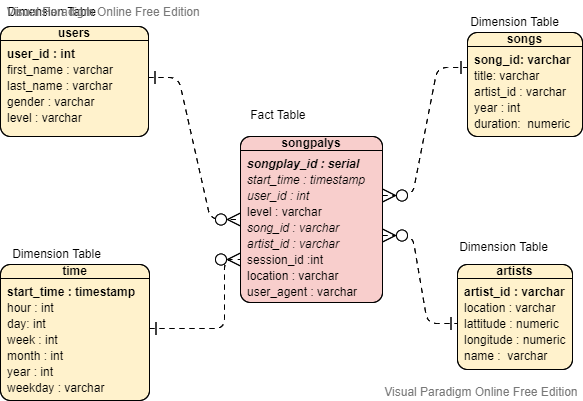 Dimension Table
Visual Paradigm Online Free Edition
users
user_id : int
first_name : varchar
last_name : varchar
gender : varchar
level : varchar
Dimension Table
songs
song_id: varchar
title: varchar
artist_id : varchar
year : int
duration: numeric
Fact Table
songpalys
songplay_id : serial
start_time : timestamp
user_id : int
level : varchar
song_id : varchar
artist_id : varchar
session_id :int
location : varchar
user_agent : varchar
Dimension Table
time
start_time : timestamp
hour : int
day: int
week : int
month : int
year : int
weekday : varchar
Dimension Table
artists
artist_id : varchar
location : varchar
lattitude : numeric
longitude : numeric
name : varchar
Visual Paradigm Online Free Edition